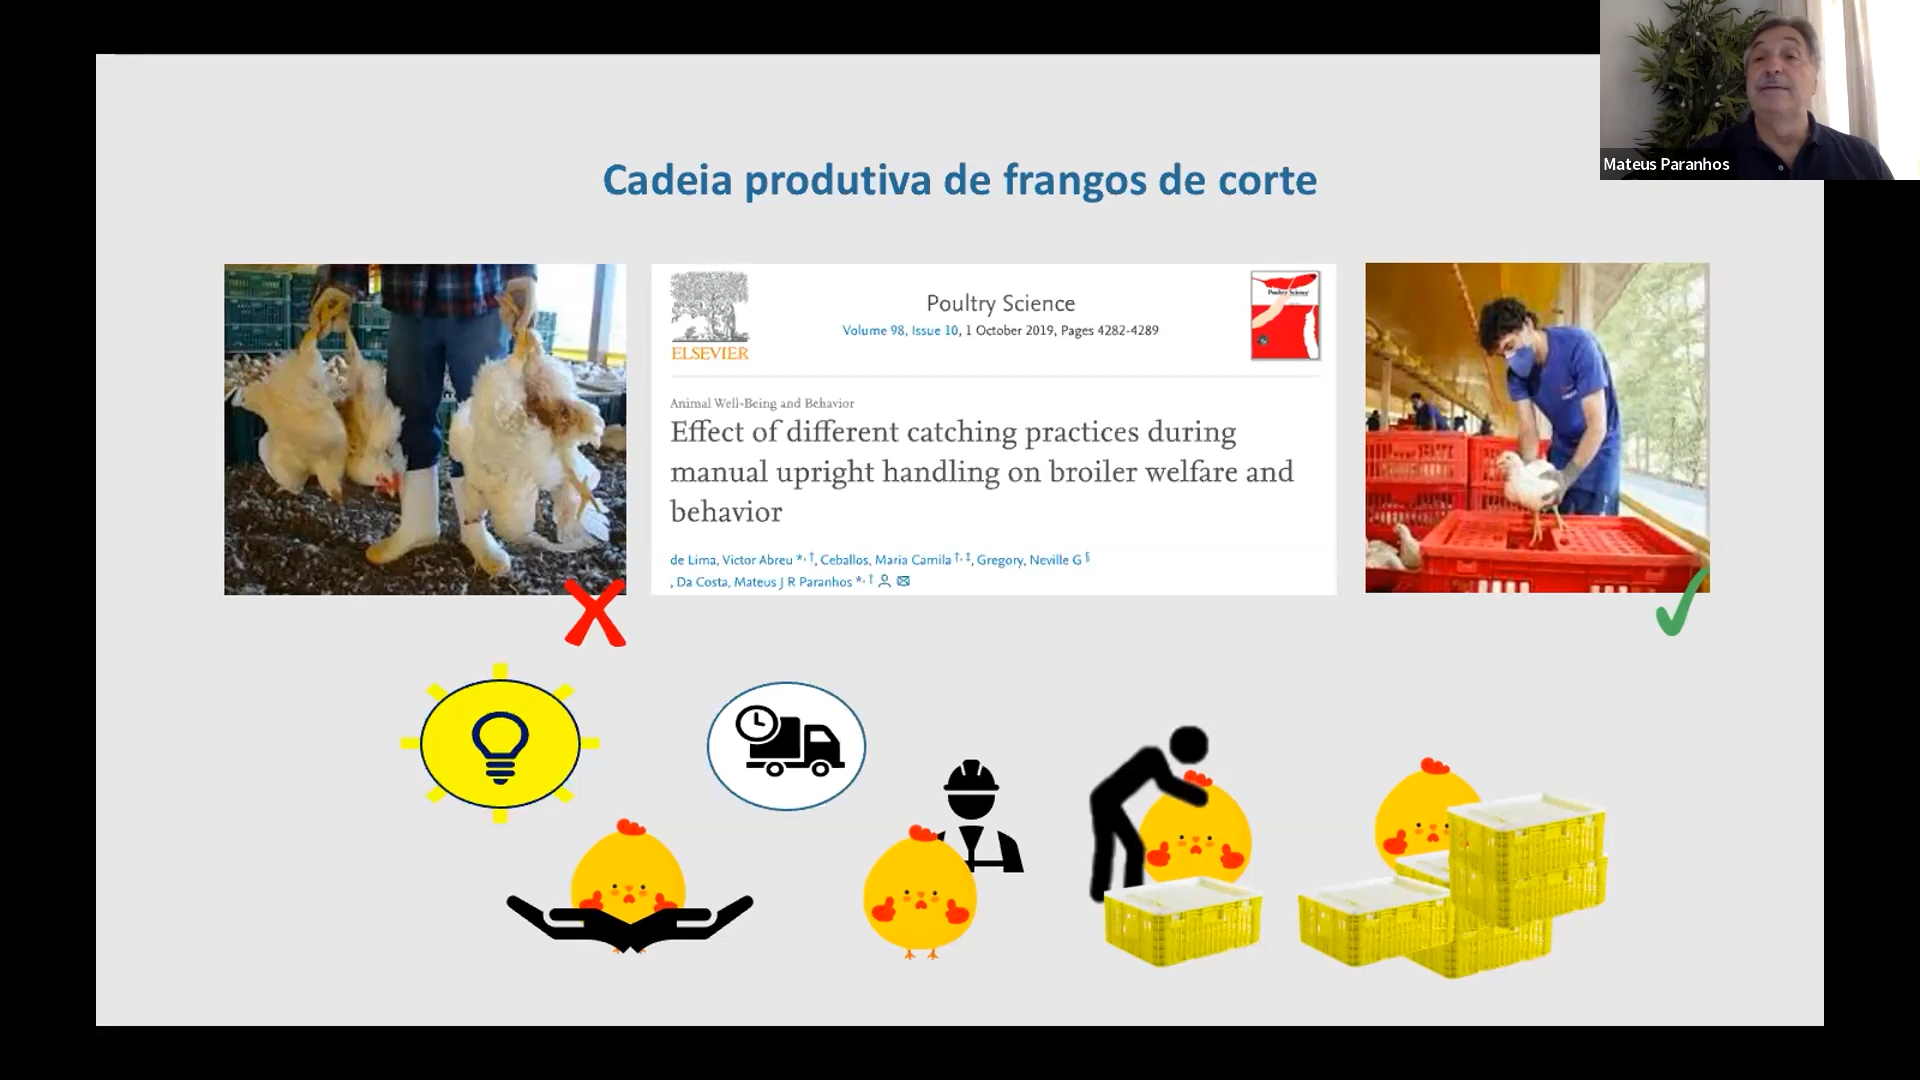 Mateus Paranhos
Cadeia produtiva de frangos de corte
ELSEVIER
Poultry Science
Volume 98, Issue 10, 1 October 2019, Pages 4282-4289
Poultry Science
Animal Well-Being and Behavior
Effect of different catching practices during
manual upright handling on broiler welfare and
behavior
de Lima, Victor Abreu *, †, Ceballos, Maria Camila †, ‡, Gregory, Neville G §
, Da Costa, Mateus J R Paranhos *, †